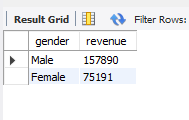 Result Grid Filter Rows:
gender revenue
Male 157890
Female 75191